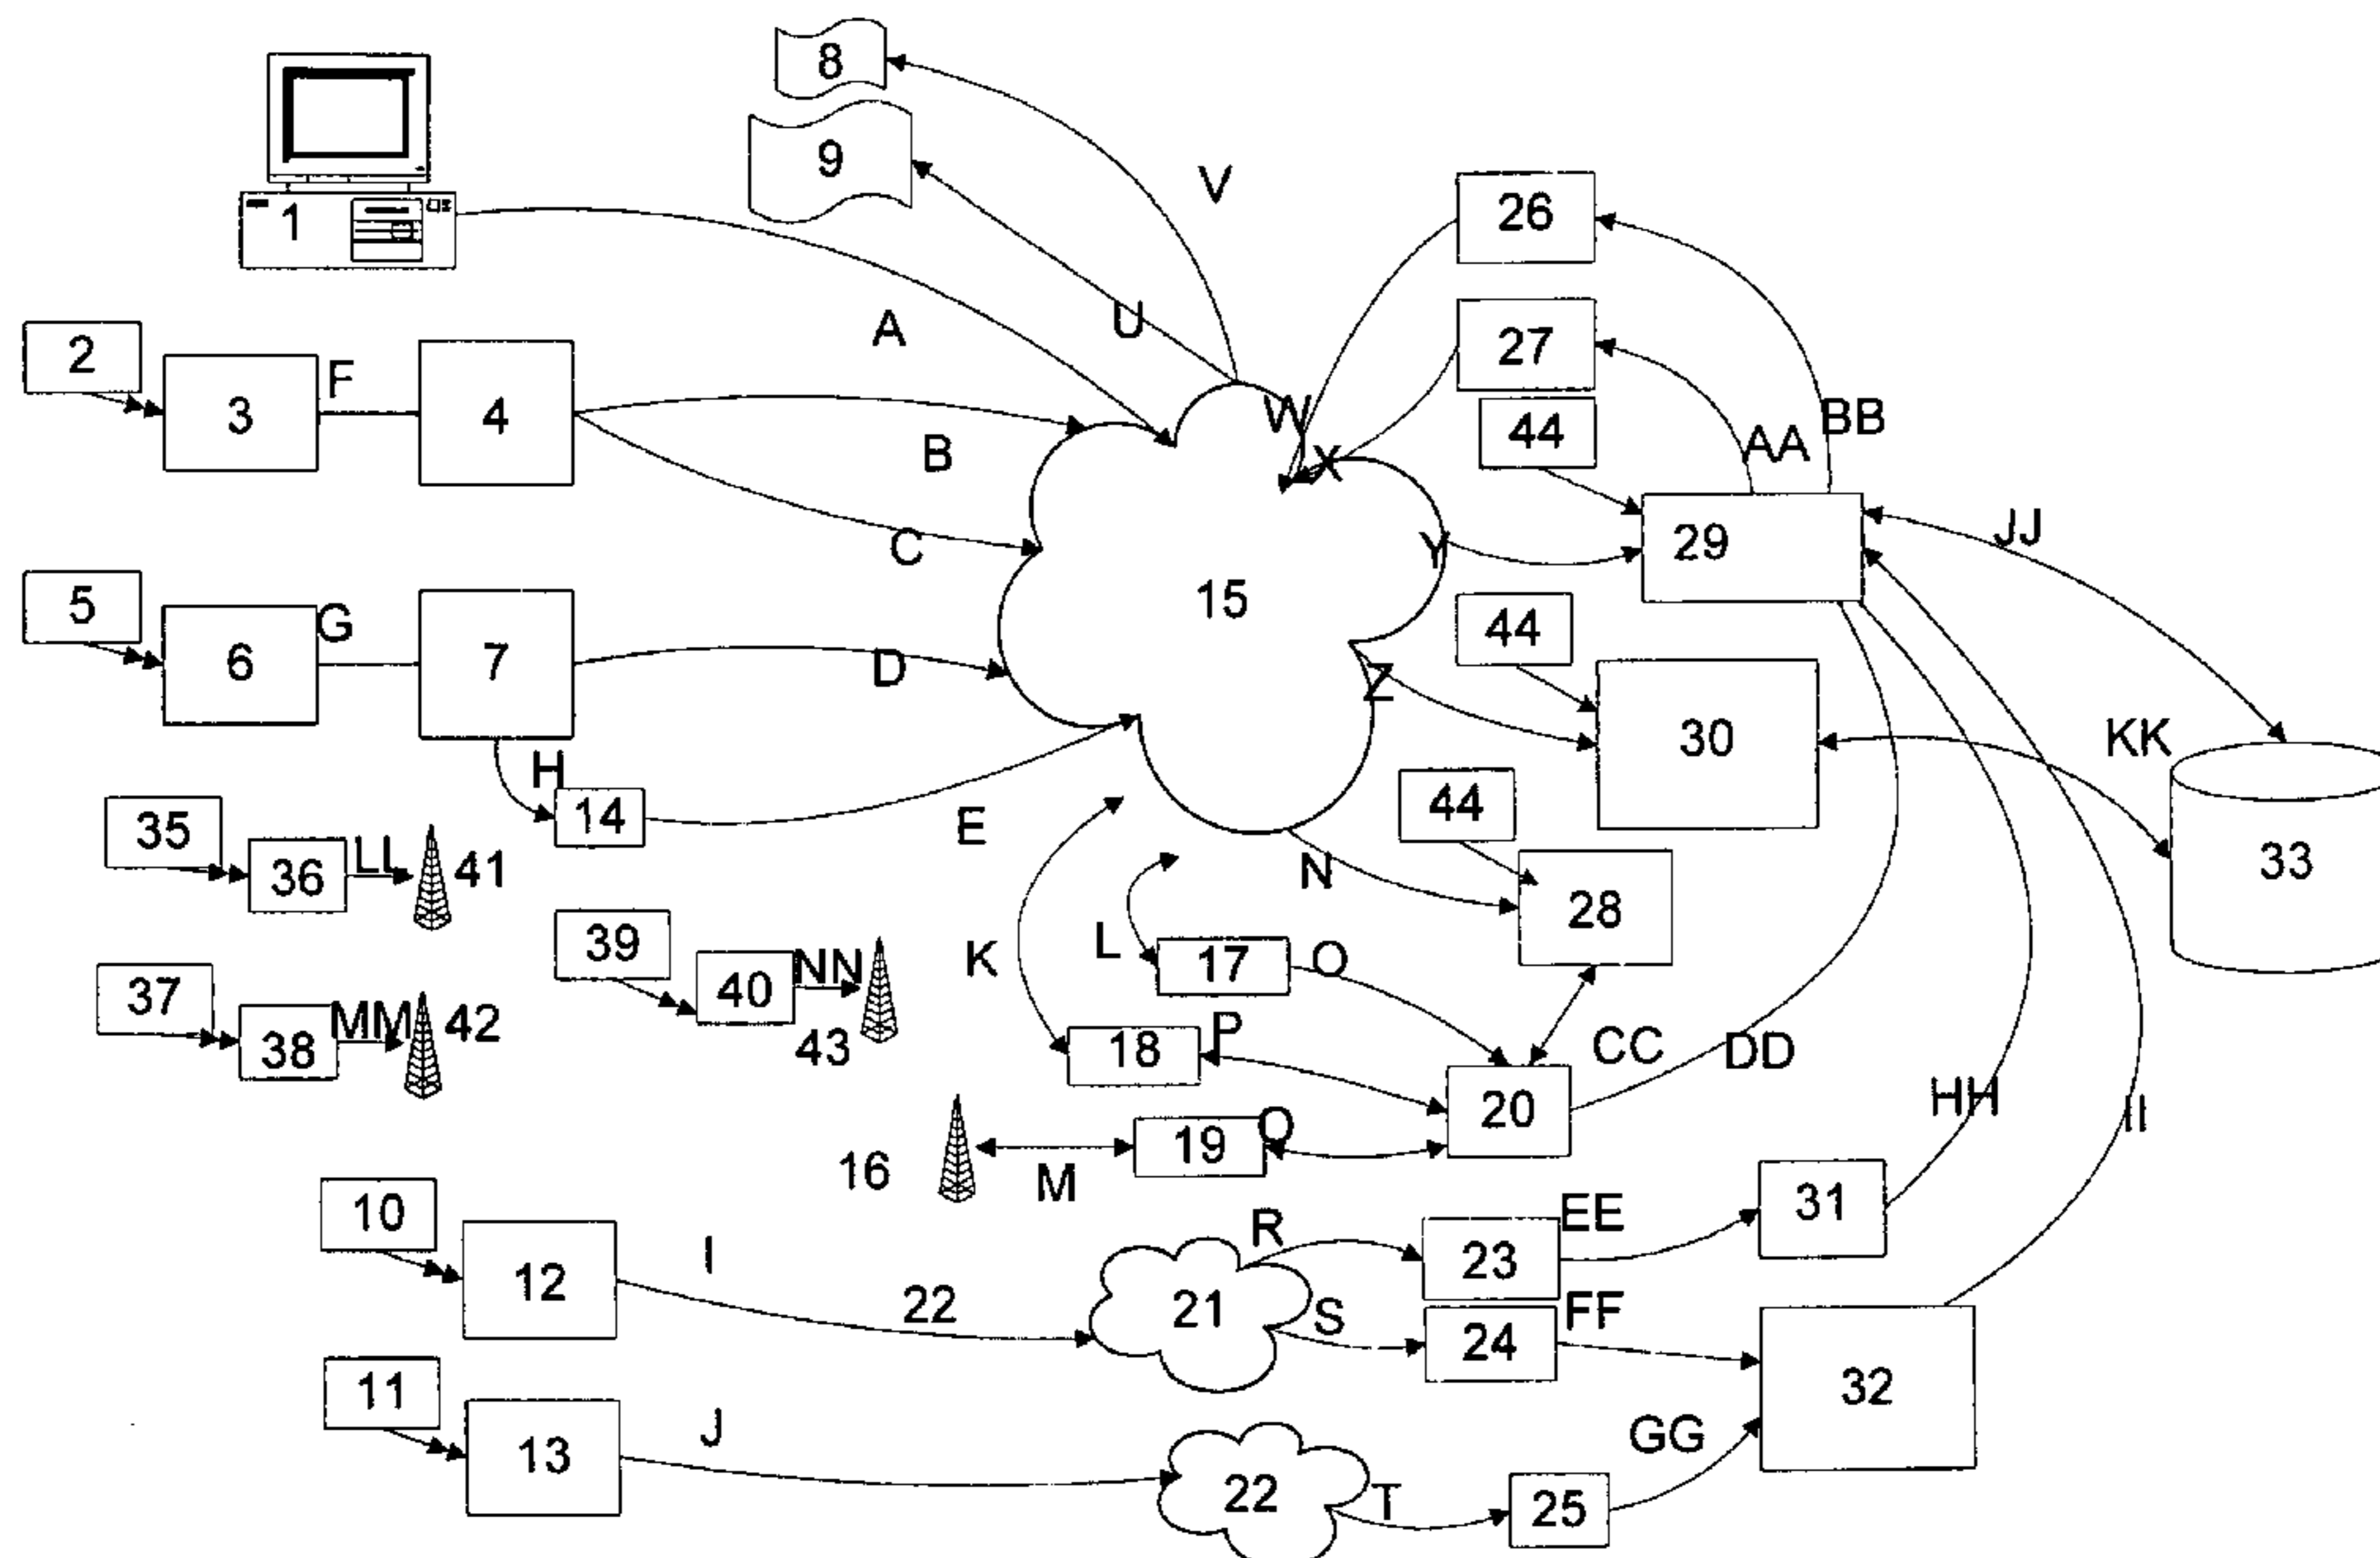 8
9
1
V
26
A
U
27
2
F
3
4
B
W
X
44
AA
BB
C
Y
29
JJ
15
5
G
6
7
D
44
Z
30
KK
H
14
E
44
33
35
36
LL
41
N
28
39
40
NN
43
K
L
17
O
37
38
MM
42
18
P
CC
DD
20
HH
II
16
M
19
Q
10
12
I
22
R
21
S
23
EE
31
24
FF
32
11
13
J
22
T
25
GG